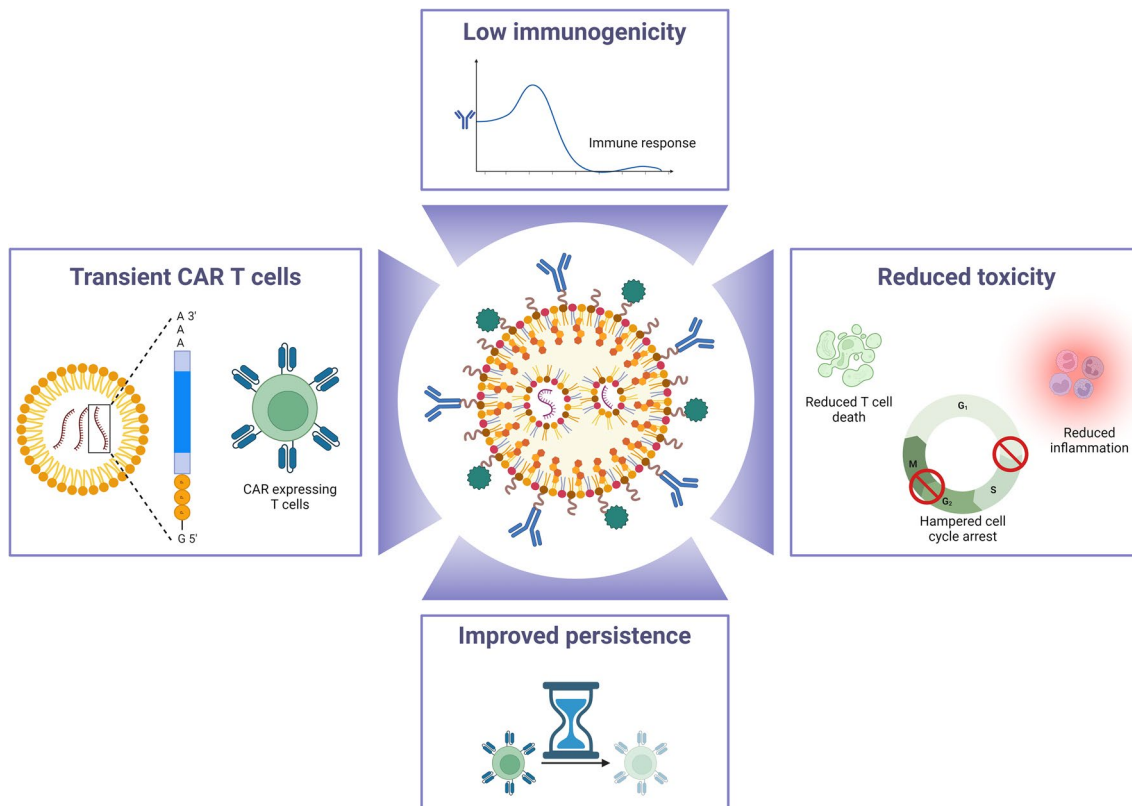 Low immunogenicity
Immune response
Transient CAR T cells
A 3'
A
A
G 5'
CAR expressing
T cells
Reduced toxicity
Reduced T cell
death
G₁
M
S
G₂
Reduced
inflammation
Hampered cell
cycle arrest
Improved persistence